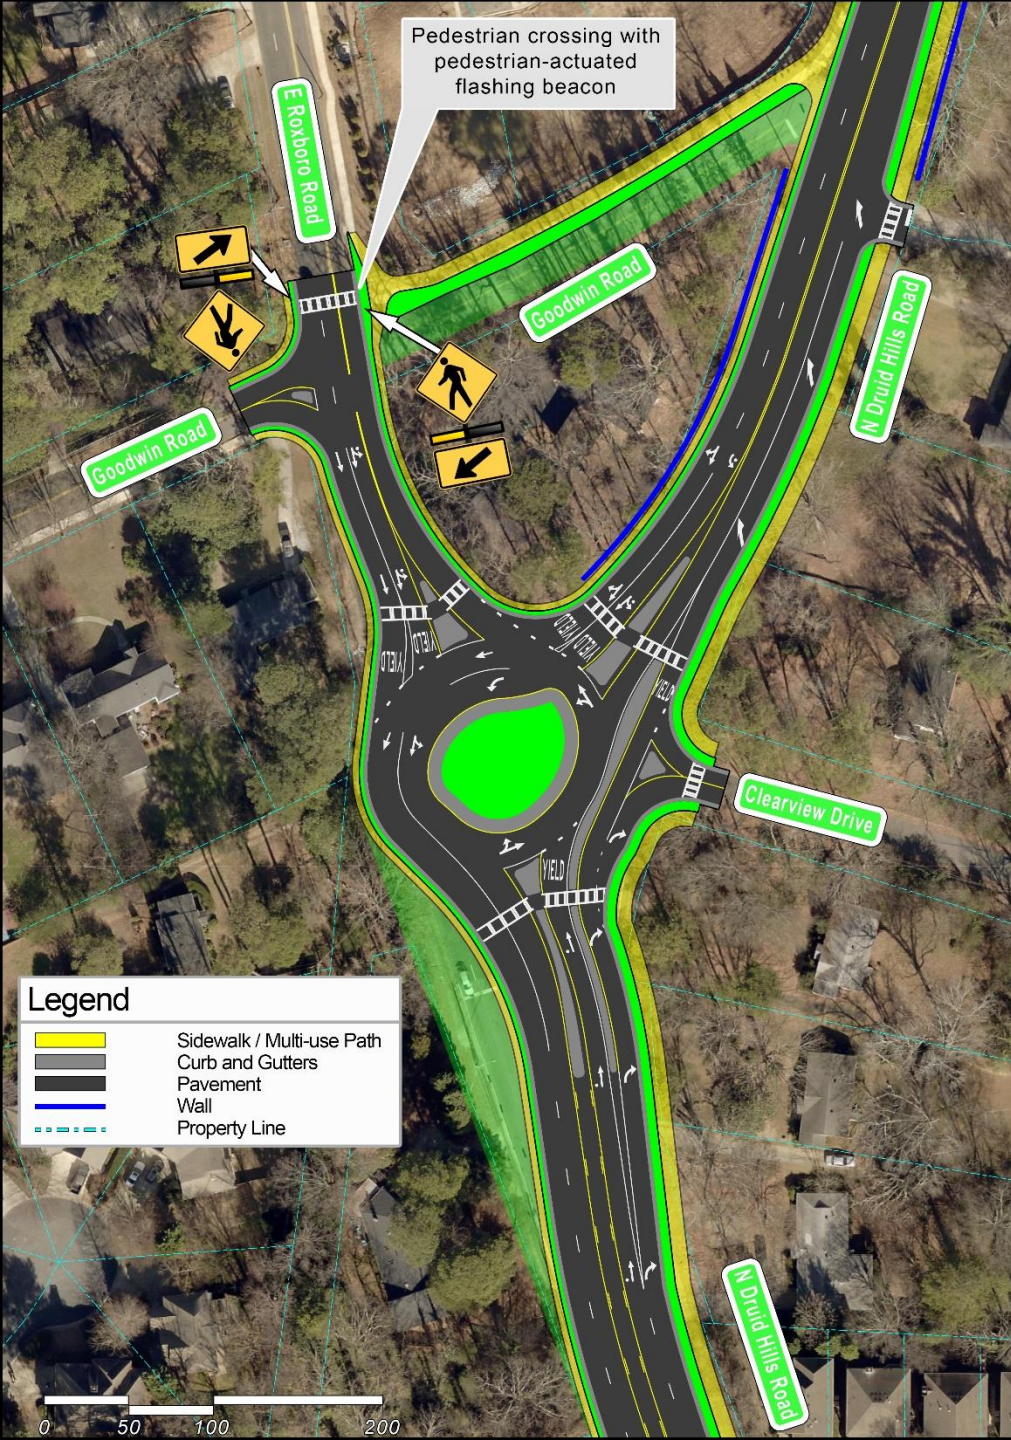 Pedestrian crossing with
pedestrian-actuated
flashing beacon
E Roxboro Road
Goodwin Road
N Druid Hills Road
Goodwin Road
YIELD
YIELD
YIELD
YIELD
YIELD
Clearview Drive
YIELD
Legend
Sidewalk / Multi-use Path
Curb and Gutters
Pavement
Wall
Property Line
N Druid Hills Road
0 50 100 200